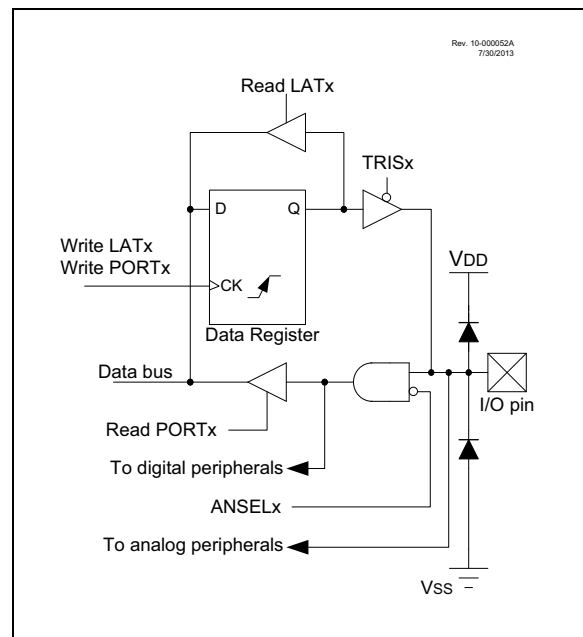 Rev. 10-000052A
7/30/2013
Read LATx
TRISx
D
Q
Write LATx
Write PORTx
CK
VDD
Data Register
Data bus
I/O pin
Read PORTx
To digital peripherals
ANSELx
To analog peripherals
VSS